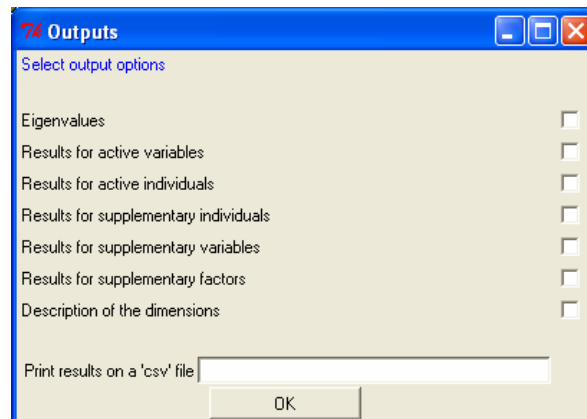 Outputs
Select output options
Eigenvalues
Results for active variables
Results for active individuals
Results for supplementary individuals
Results for supplementary variables
Results for supplementary factors
Description of the dimensions
Print results on a 'csv' file
OK